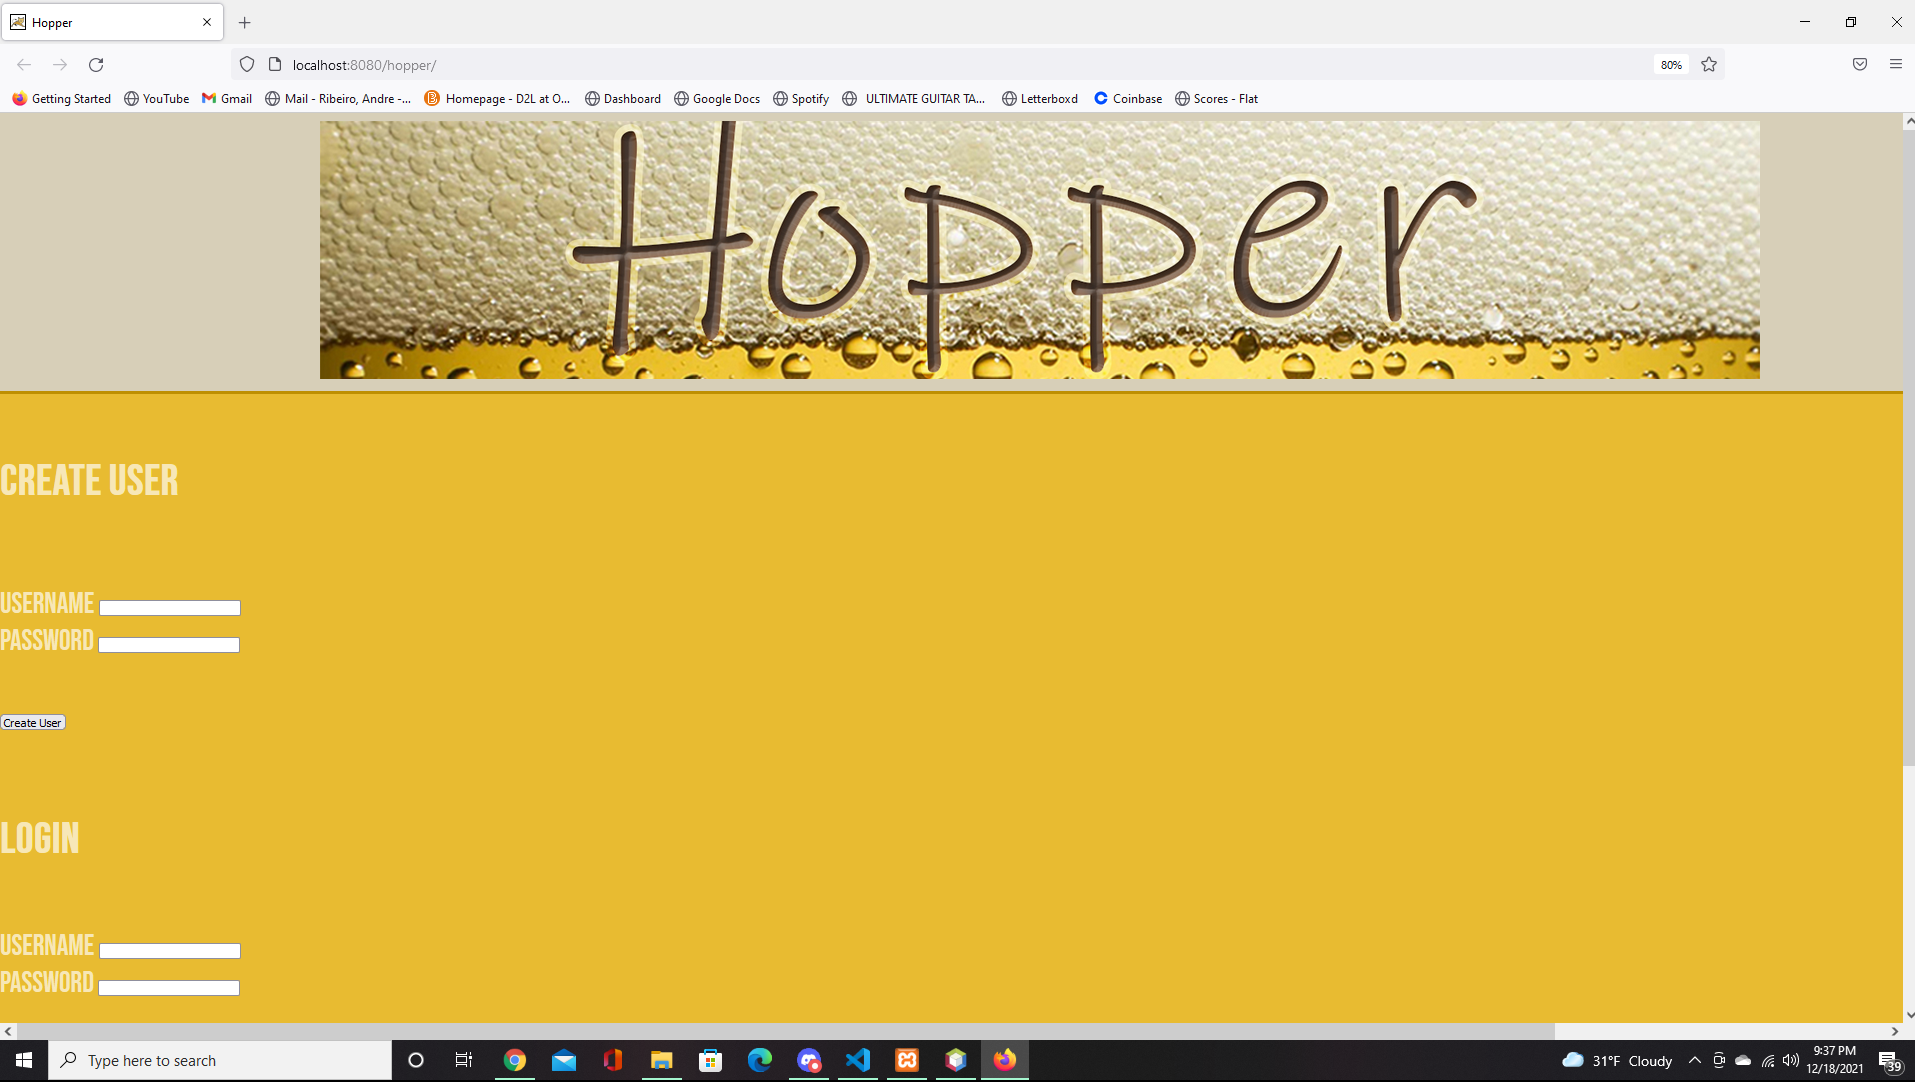 Hopper
localhost:8080/hopper/
80%
Getting Started YouTube Gmail Mail - Ribeiro, Andre -... Homepage - D2L at O... Dashboard Google Docs Spotify ULTIMATE GUITAR TA... Letterboxd Coinbase Scores - Flat
Hopper
CREATE USER
USERNAME
PASSWORD
Create User
LOGIN
USERNAME
PASSWORD
Type here to search
31°F Cloudy
9:37 PM
12/18/2021
39